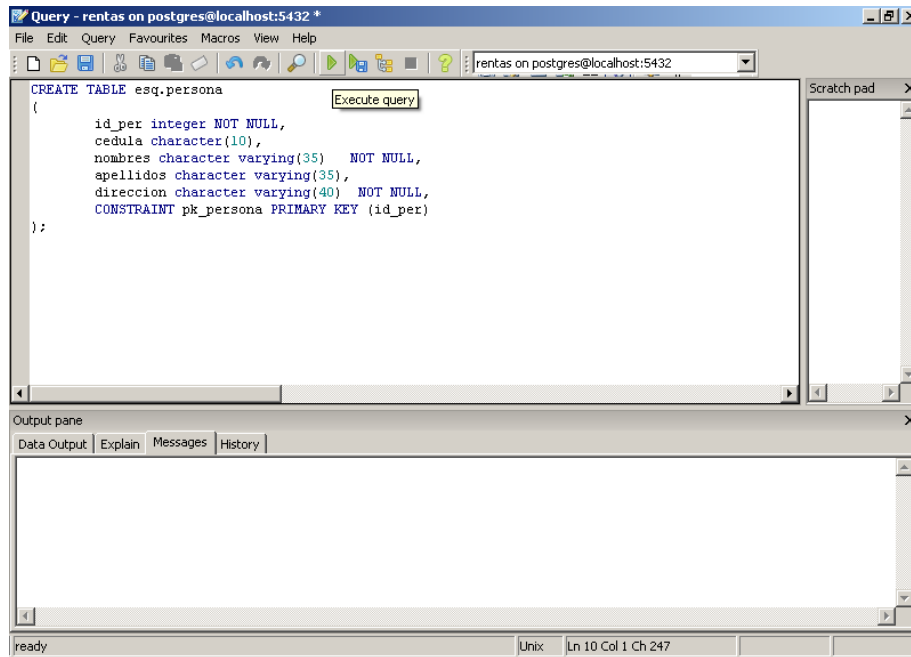 Query - rentas on postgres@localhost:5432 *
File Edit Query Favourites Macros View Help
rentas on postgres@localhost:5432
Execute query
CREATE TABLE esq.persona
(
id_per integer NOT NULL,
cedula character(10),
nombres character varying(35) NOT NULL,
apellidos character varying(35),
direccion character varying(40) NOT NULL,
CONSTRAINT pk_persona PRIMARY KEY (id_per)
);
Scratch pad
Output pane
Data Output Explain Messages History
ready Unix Ln 10 Col 1 Ch 247